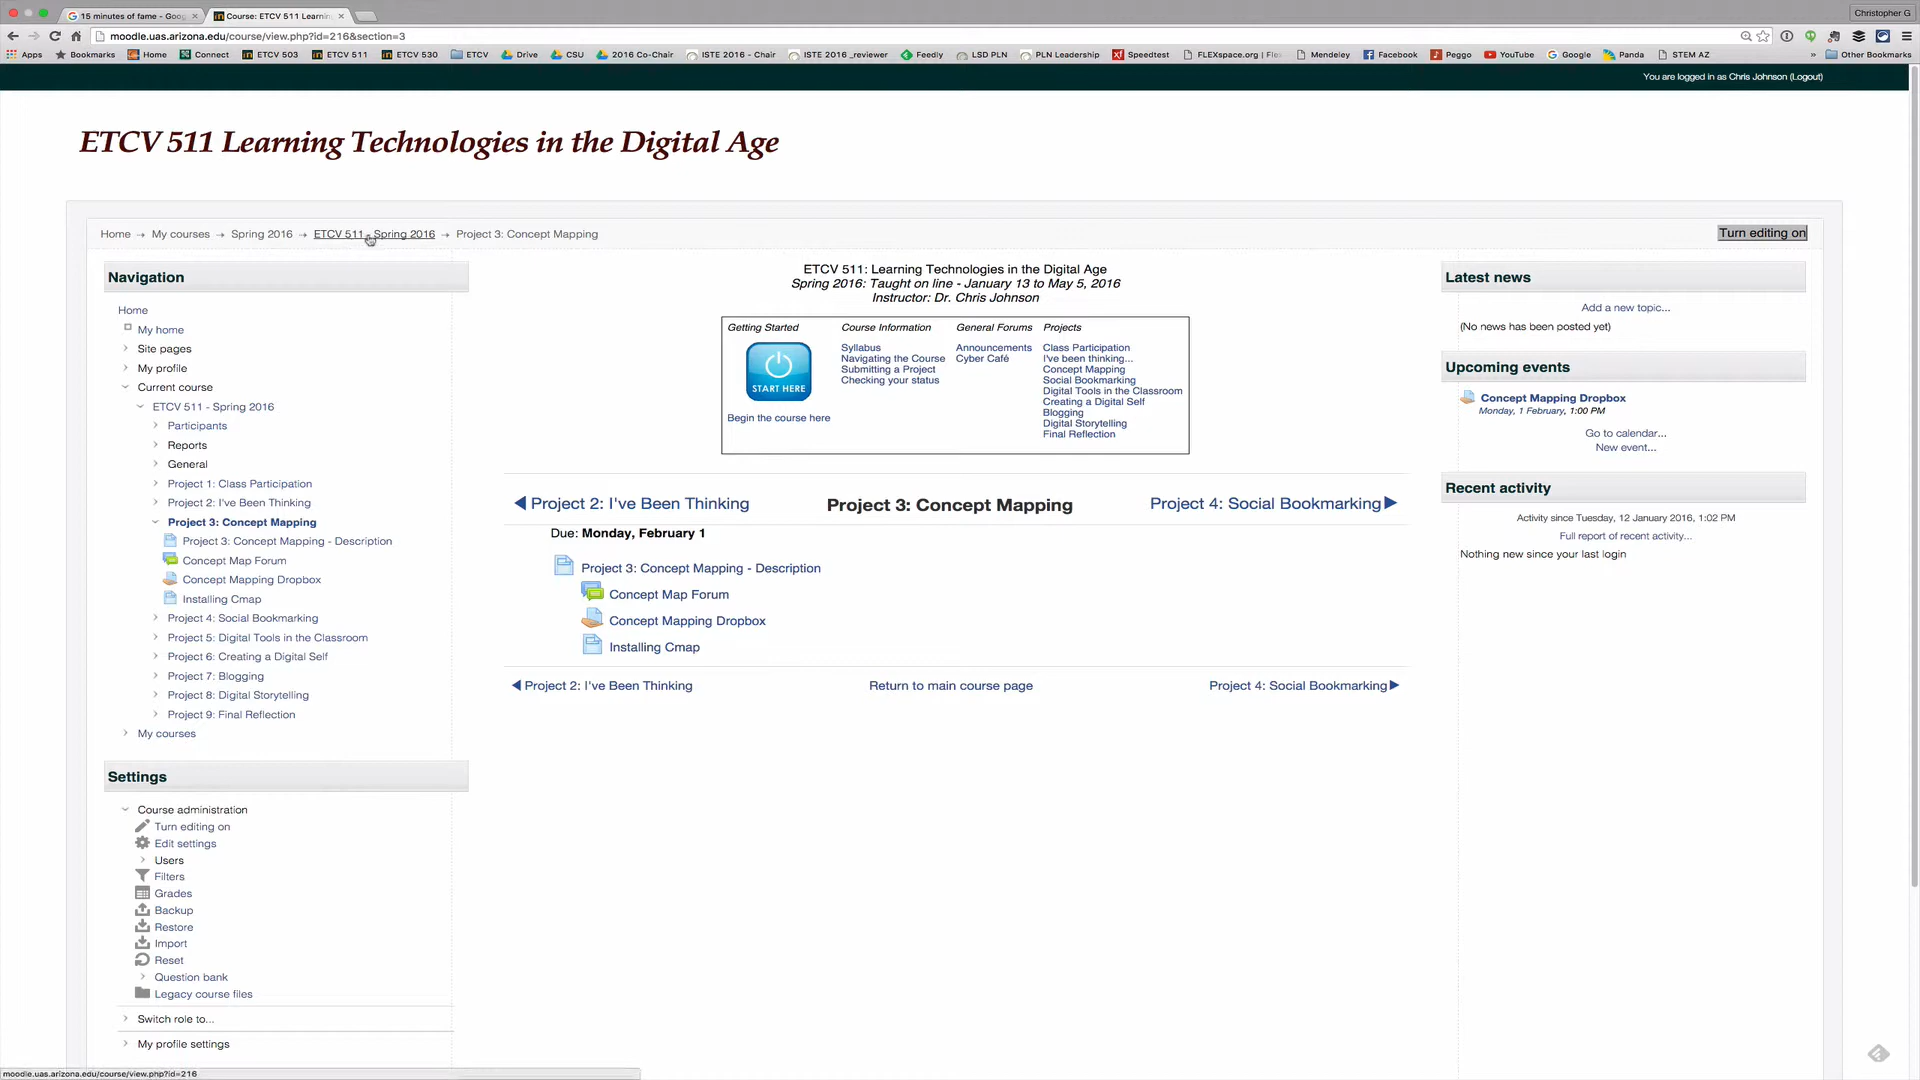 15 minutes of fame - Goo
Course: ETCV 511 Learnin
Christopher G
moodle.uas.arizona.edu/course/view.php?id=216&section=3
Apps Bookmarks Home Connect ETCV 503 ETCV 511 ETCV 530 ETCV Drive CSU 2016 Co-Chair ISTE 2016 - Chair ISTE 2016 _reviewer Feedly LSD PLN PLN Leadership Speedtest FLEXspace.org | Fle Mendeley Facebook Peggo YouTube Google Panda STEM AZ » Other Bookmarks
You are logged in as Chris Johnson (Logout)
ETCV 511 Learning Technologies in the Digital Age
Home → My courses → Spring 2016 → ETCV 511 - Spring 2016 → Project 3: Concept Mapping
Turn editing on
Navigation
Home
My home
Site pages
My profile
Current course
ETCV 511 - Spring 2016
Participants
Reports
General
Project 1: Class Participation
Project 2: I've Been Thinking
Project 3: Concept Mapping
Project 3: Concept Mapping - Description
Concept Map Forum
Concept Mapping Dropbox
Installing Cmap
Project 4: Social Bookmarking
Project 5: Digital Tools in the Classroom
Project 6: Creating a Digital Self
Project 7: Blogging
Project 8: Digital Storytelling
Project 9: Final Reflection
My courses
Settings
Course administration
Turn editing on
Edit settings
Users
Filters
Grades
Backup
Restore
Import
Reset
Question bank
Legacy course files
Switch role to...
My profile settings
ETCV 511: Learning Technologies in the Digital Age
Spring 2016: Taught on line - January 13 to May 5, 2016
Instructor: Dr. Chris Johnson
Getting Started
START HERE
Begin the course here
Course Information
Syllabus
Navigating the Course
Submitting a Project
Checking your status
General Forums
Announcements
Cyber Café
Projects
Class Participation
I've been thinking...
Concept Mapping
Social Bookmarking
Digital Tools in the Classroom
Creating a Digital Self
Blogging
Digital Storytelling
Final Reflection
◀ Project 2: I've Been Thinking
Project 3: Concept Mapping
Project 4: Social Bookmarking ▶
Due: Monday, February 1
Project 3: Concept Mapping - Description
Concept Map Forum
Concept Mapping Dropbox
Installing Cmap
◀ Project 2: I've Been Thinking
Return to main course page
Project 4: Social Bookmarking ▶
Latest news
Add a new topic...
(No news has been posted yet)
Upcoming events
Concept Mapping Dropbox
Monday, 1 February, 1:00 PM
Go to calendar...
New event...
Recent activity
Activity since Tuesday, 12 January 2016, 1:02 PM
Full report of recent activity...
Nothing new since your last login
moodle.uas.arizona.edu/course/view.php?id=216